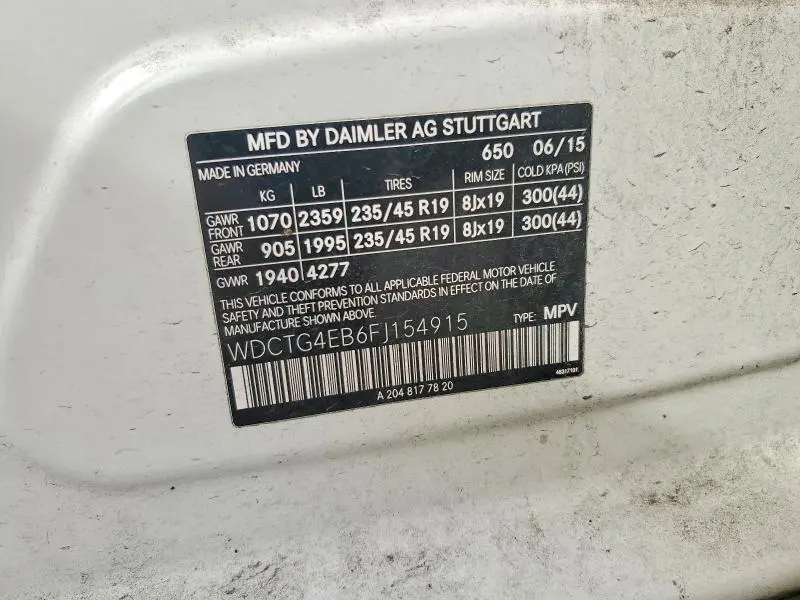 MFD BY DAIMLER AG STUTTGART
MADE IN GERMANY 650 06/15
KG LB TIRES RIM SIZE COLD KPA (PSI)
GAWR FRONT 1070 2359 235/45 R19 8Jx19 300(44)
GAWR REAR 905 1995 235/45 R19 8Jx19 300(44)
GVWR 1940 4277
THIS VEHICLE CONFORMS TO ALL APPLICABLE FEDERAL MOTOR VEHICLE
SAFETY AND THEFT PREVENTION STANDARDS IN EFFECT ON THE DATE OF
MANUFACTURE SHOWN ABOVE. TYPE: MPV
WDCTG4EB6FJ154915
A 204 817 78 20